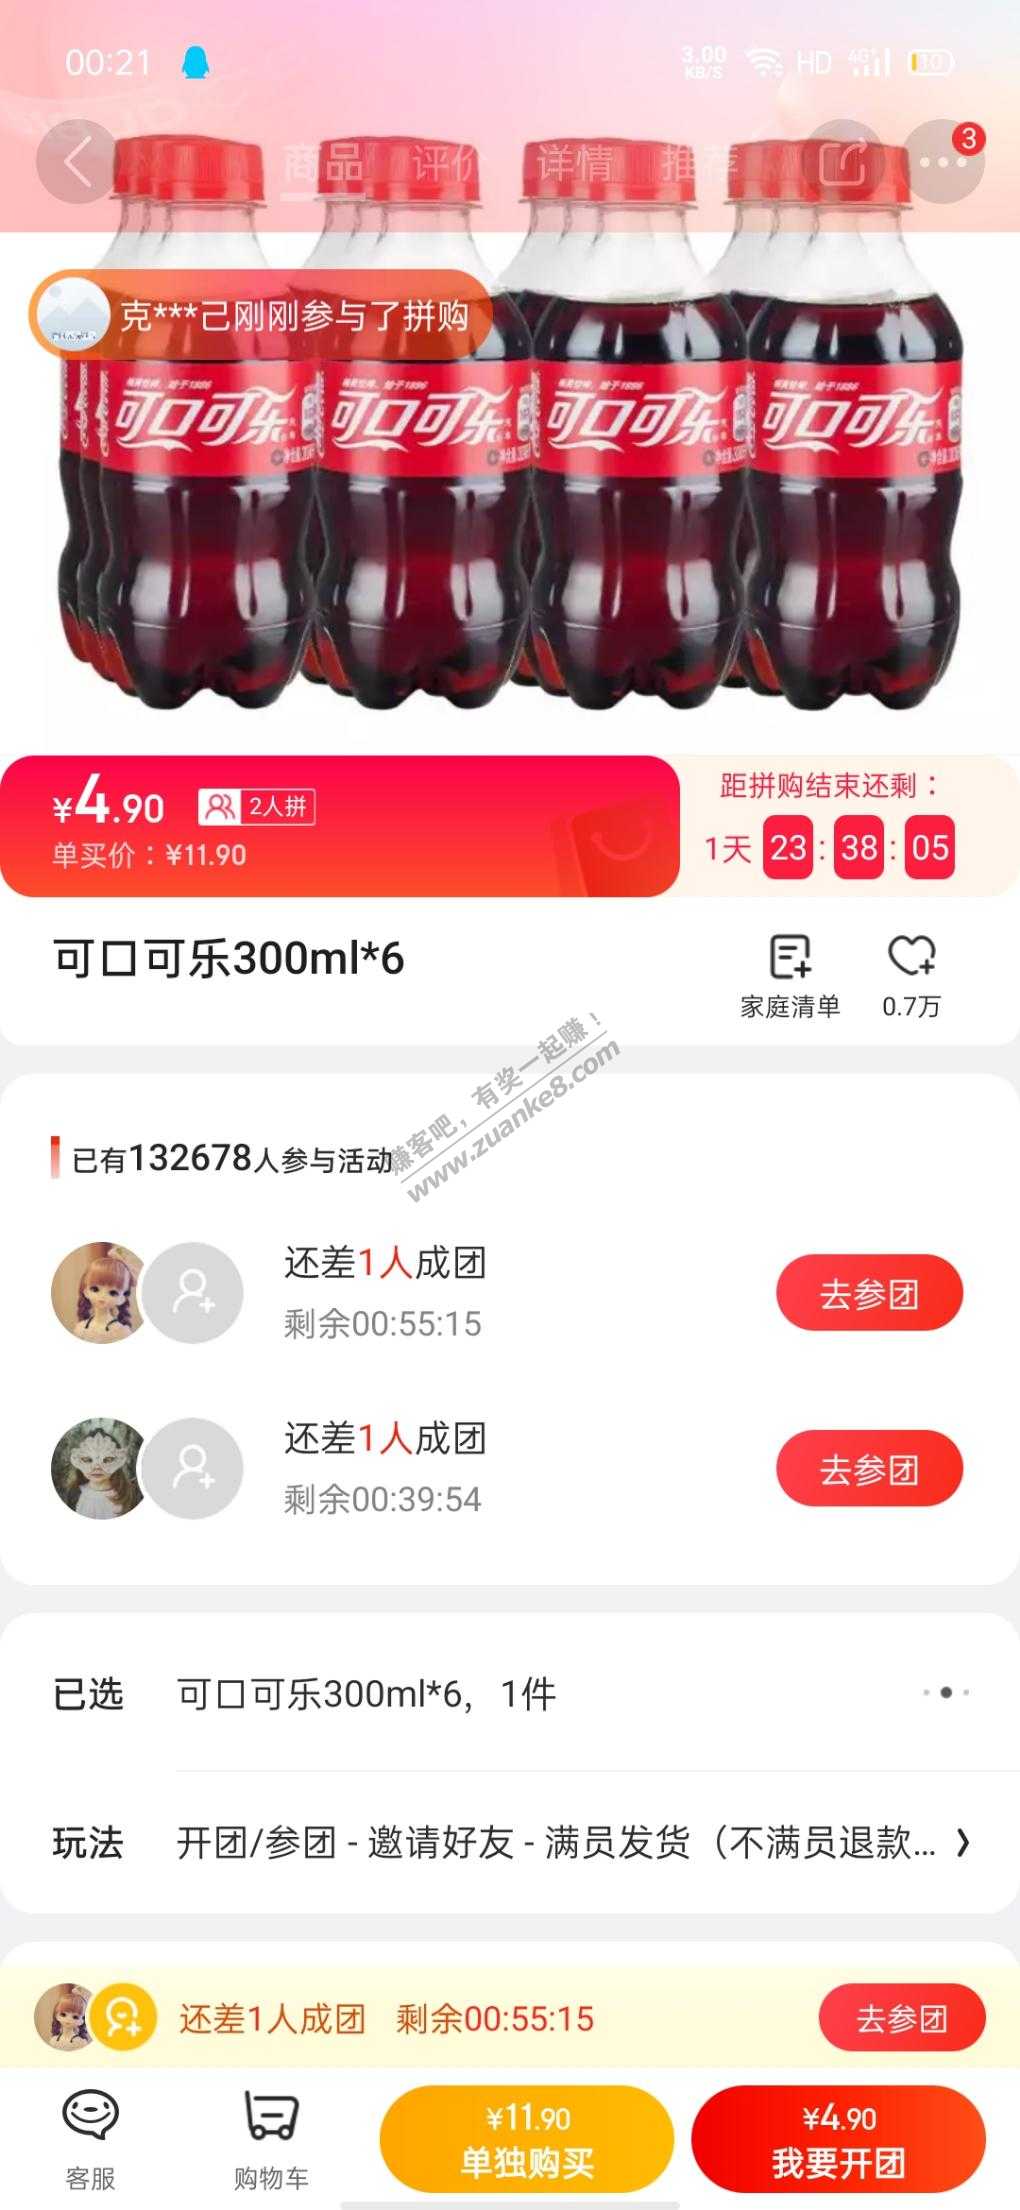 00:21
3.00 KB/S HD 4G+ 10
商品 评价 详情 推荐
3
克***己刚刚参与了拼购
可口可乐 可口可乐 可口可乐 可口可乐
¥4.90 2人拼
单买价：¥11.90
距拼购结束还剩：
1天 23:38:05
可口可乐300ml*6
家庭清单 0.7万
赚客吧，有奖一起赚！
www.zuanke8.com
已有132678人参与活动
还差1人成团
剩余00:55:15
去参团
还差1人成团
剩余00:39:54
去参团
已选 可口可乐300ml*6，1件
玩法 开团/参团 - 邀请好友 - 满员发货（不满员退款...
还差1人成团 剩余00:55:15
去参团
客服
购物车
¥11.90
单独购买
¥4.90
我要开团